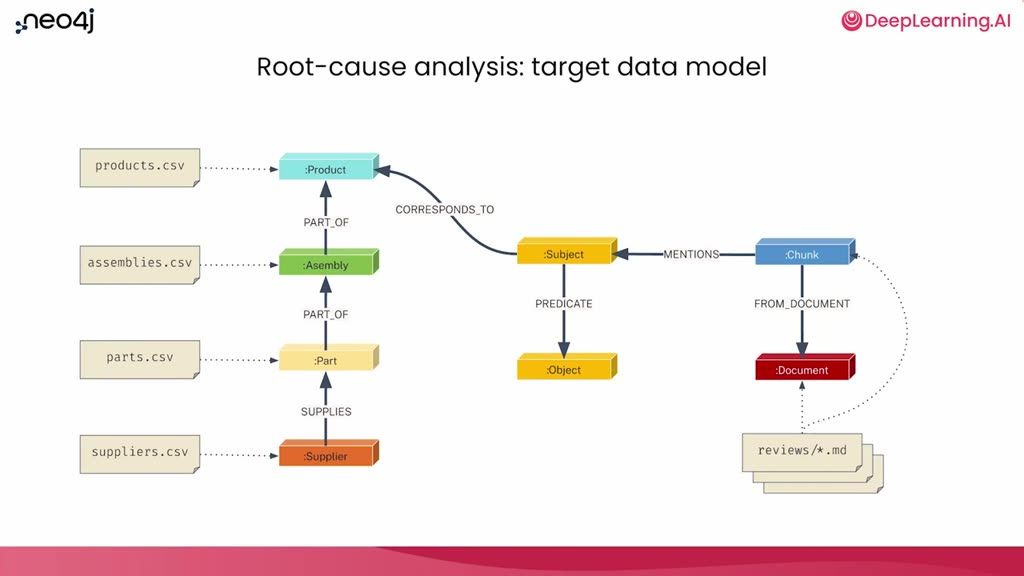 neo4j
DeepLearning.AI
Root-cause analysis: target data model
products.csv
:Product
CORRESPONDS_TO
PART_OF
assemblies.csv
:Asembly
:Subject
MENTIONS
:Chunk
PART_OF
PREDICATE
FROM_DOCUMENT
parts.csv
:Part
:Object
:Document
SUPPLIES
suppliers.csv
:Supplier
reviews/*.md